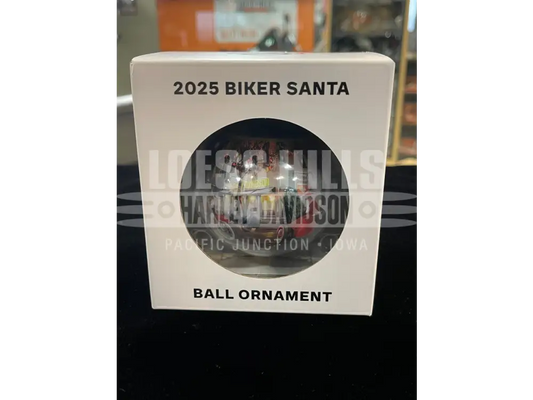 2025 BIKER SANTA
LOESS HILLS
HARLEY-DAVIDSON
PACIFIC JUNCTION • IOWA
BALL ORNAMENT